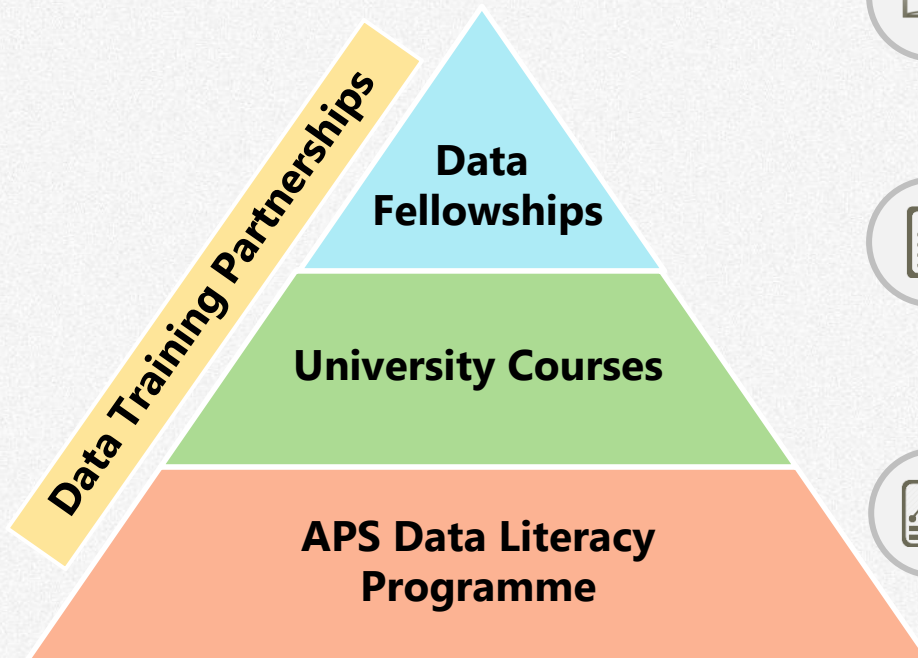 Data Training Partnerships
Data
Fellowships
University Courses
APS Data Literacy
Programme